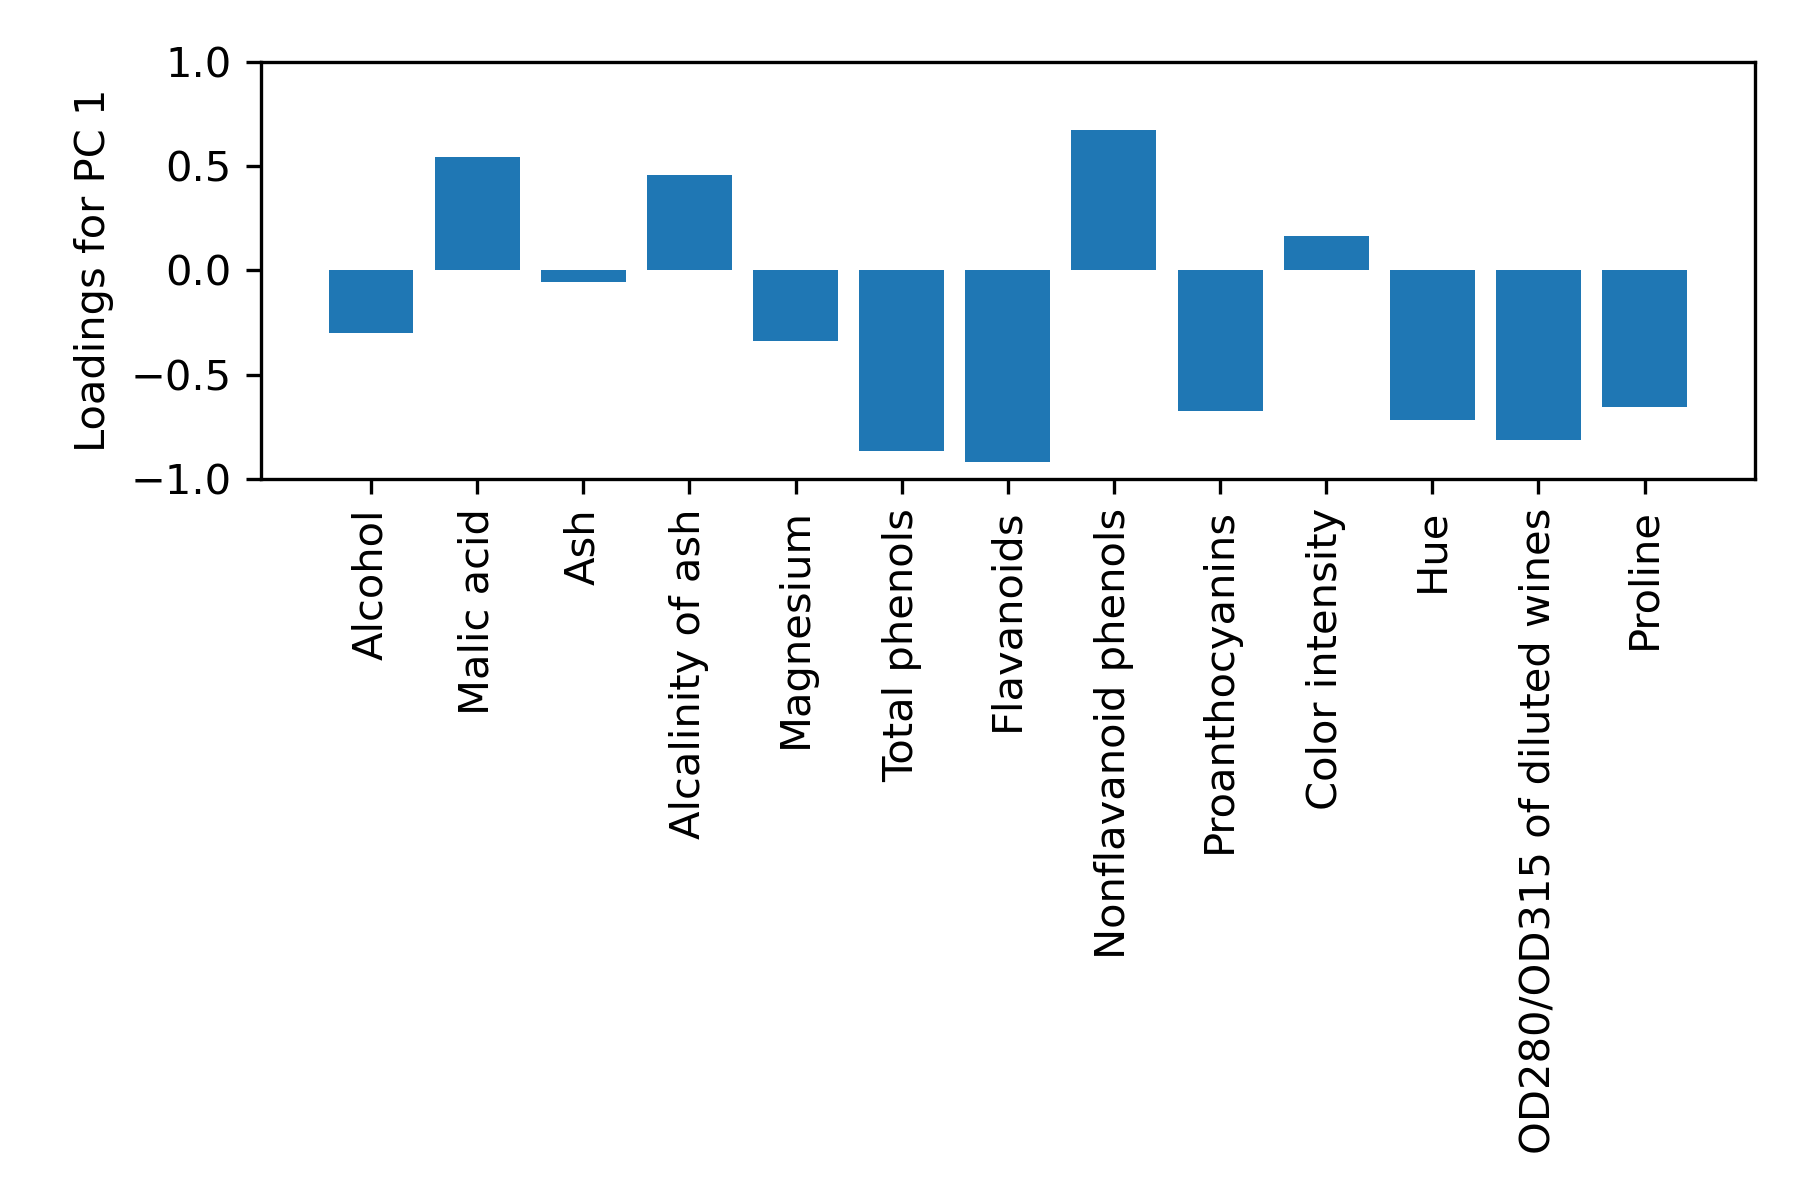 Loadings for PC 1
1.0
0.5
0.0
−0.5
−1.0
Alcohol
Malic acid
Ash
Alcalinity of ash
Magnesium
Total phenols
Flavanoids
Nonflavanoid phenols
Proanthocyanins
Color intensity
Hue
OD280/OD315 of diluted wines
Proline